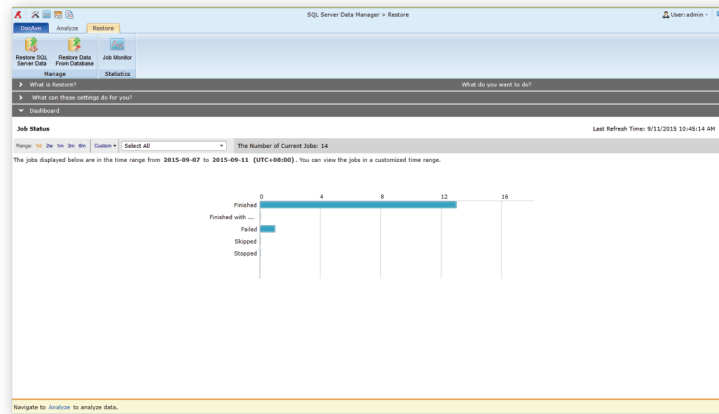 SQL Server Data Manager > Restore
User: admin
DocAve Analyze Restore
Restore SQL Server Data
Restore Data From Database
Job Monitor
Manage Statistics
What is Restore? What do you want to do?
What can these settings do for you?
Dashboard
Job Status Last Refresh Time: 9/11/2015 10:45:14 AM
Range: 5d 2w 1m 3m 6m Custom Select All The Number of Current Jobs: 14
The jobs displayed below are in the time range from 2015-09-07 to 2015-09-11 (UTC+08:00). You can view the jobs in a customized time range.
0 4 8 12 16
Finished
Finished with ...
Failed
Skipped
Stopped
Navigate to Analyze to analyze data.